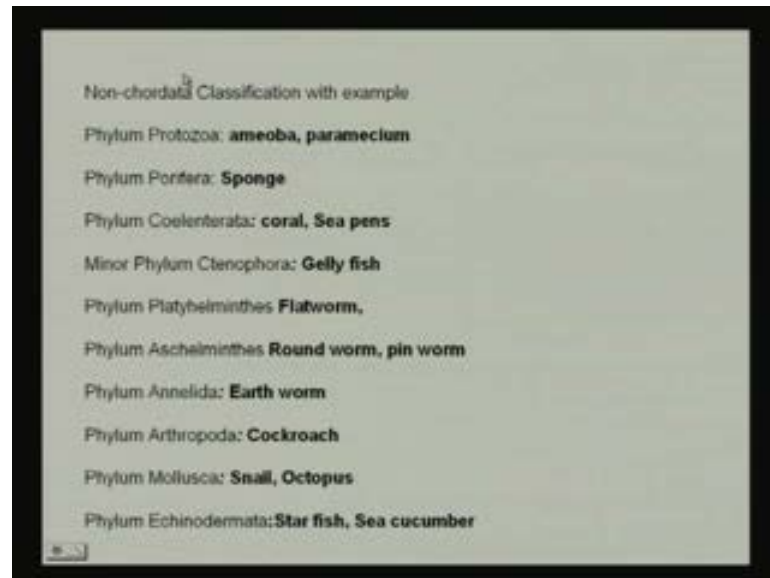 Non-chordata Classification with example
Phylum Protozoa: ameoba, paramecium
Phylum Porifera: Sponge
Phylum Coelenterata: coral, Sea pens
Minor Phylum Ctenophora: Gelly fish
Phylum Platyhelminthes Flatworm,
Phylum Aschelminthes Round worm, pin worm
Phylum Annelida: Earth worm
Phylum Arthropoda: Cockroach
Phylum Mollusca: Snail, Octopus
Phylum Echinodermata:Star fish, Sea cucumber